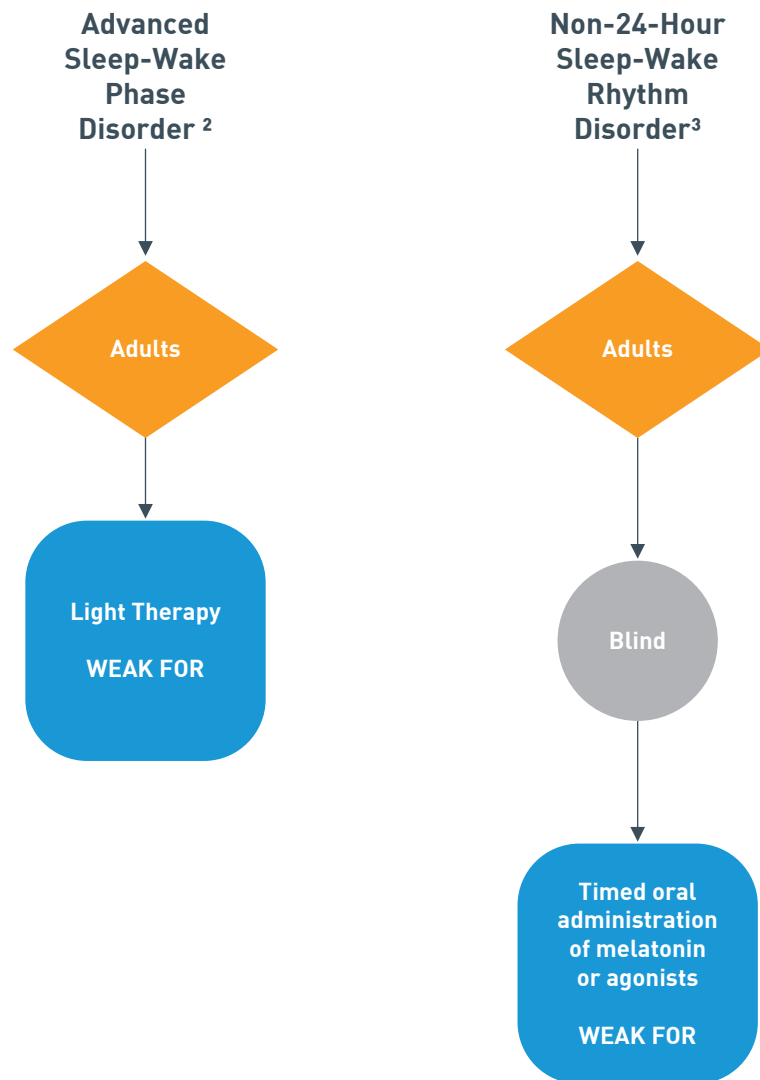 Advanced
Sleep-Wake
Phase
Disorder ²
Adults
Light Therapy
WEAK FOR
Non-24-Hour
Sleep-Wake
Rhythm
Disorder³
Adults
Blind
Timed oral
administration
of melatonin
or agonists
WEAK FOR